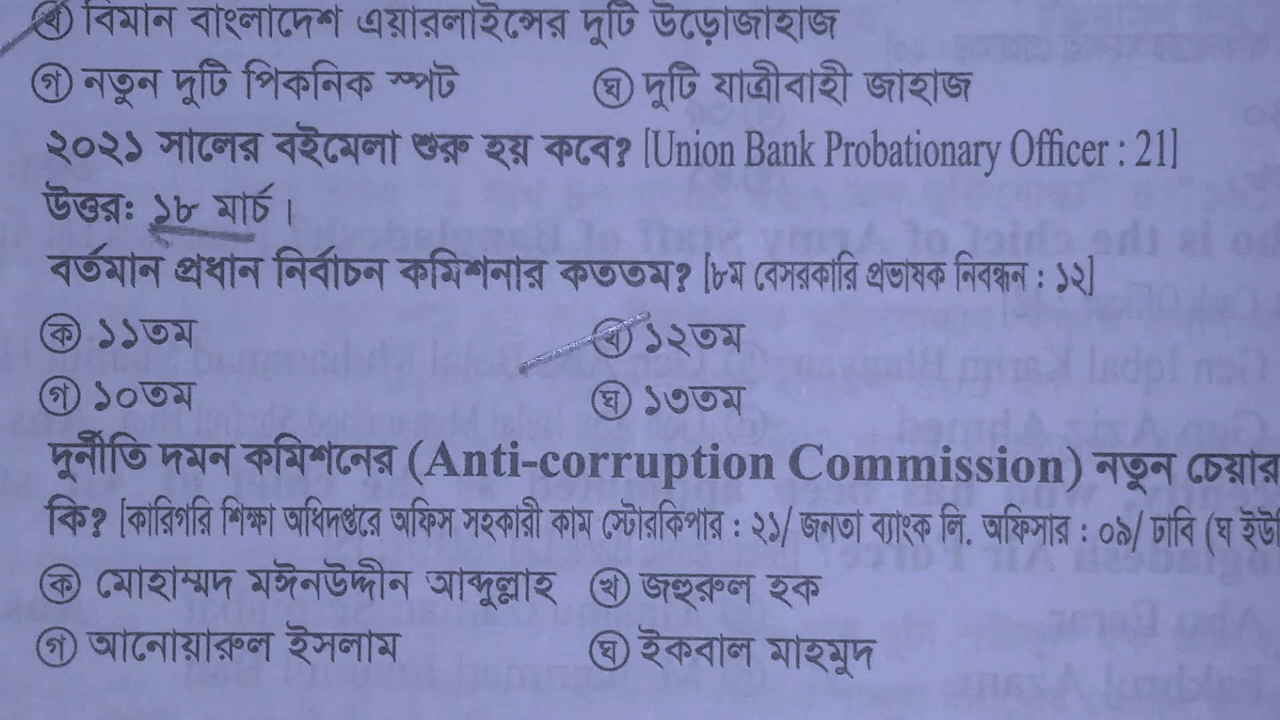 খ বিমান বাংলাদেশ এয়ারলাইন্সের দুটি উড়োজাহাজ
গ নতুন দুটি পিকনিক স্পট ঘ দুটি যাত্রীবাহী জাহাজ
২০২১ সালের বইমেলা শুরু হয় কবে? [Union Bank Probationary Officer : 21]
উত্তর: ১৮ মার্চ।
বর্তমান প্রধান নির্বাচন কমিশনার কততম? [৮ম বেসরকারি প্রভাষক নিবন্ধন : ১২]
ক ১১তম খ ১২তম
গ ১০তম ঘ ১৩তম
দুর্নীতি দমন কমিশনের (Anti-corruption Commission) নতুন চেয়ার
কি? [কারিগরি শিক্ষা অধিদপ্তরে অফিস সহকারী কাম স্টোরকিপার : ২১/ জনতা ব্যাংক লি. অফিসার : ০৯/ ঢাবি (ঘ ইউ
ক মোহাম্মদ মঈনউদ্দীন আব্দুল্লাহ খ জহুরুল হক
গ আনোয়ারুল ইসলাম ঘ ইকবাল মাহমুদ